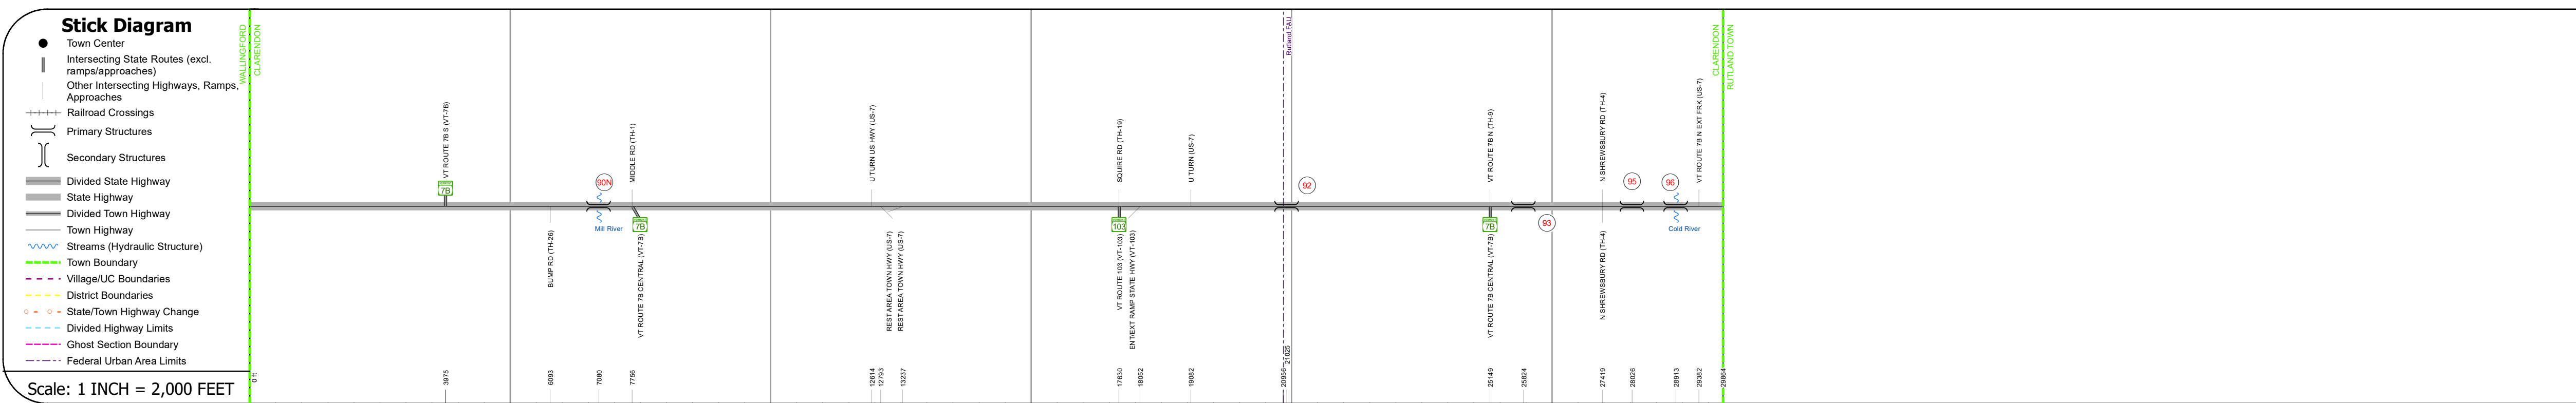 Stick Diagram
Town Center
Intersecting State Routes (excl.
ramps/approaches)
Other Intersecting Highways, Ramps,
Approaches
Railroad Crossings
Primary Structures
Secondary Structures
Divided State Highway
State Highway
Divided Town Highway
Town Highway
Streams (Hydraulic Structure)
Town Boundary
Village/UC Boundaries
District Boundaries
State/Town Highway Change
Divided Highway Limits
Ghost Section Boundary
Federal Urban Area Limits
Scale: 1 INCH = 2,000 FEET
WALLINGFORD
CLARENDON
VT ROUTE 7B S (VT-7B)
7B
BUMP RD (TH-26)
90N
Mill River
MIDDLE RD (TH-1)
7B
VT ROUTE 7B CENTRAL (VT-7B)
U TURN US HWY (US-7)
REST AREA TOWN HWY (US-7)
REST AREA TOWN HWY (US-7)
SQUIRE RD (TH-19)
103
VT ROUTE 103 (VT-103)
ENT/EXT RAMP STATE HWY (VT-103)
U TURN (US-7)
Rutland FAU
92
VT ROUTE 7B N (TH-9)
7B
VT ROUTE 7B CENTRAL (VT-7B)
93
N SHREWSBURY RD (TH-4)
N SHREWSBURY RD (TH-4)
95
96
Cold River
VT ROUTE 7B N EXT FRK (US-7)
CLARENDON
RUTLAND TOWN
0 ft
3975
6093
7080
7756
12614
12793
13237
17630
18052
19082
20956
21025
25149
25824
27419
28026
28913
29382
29864